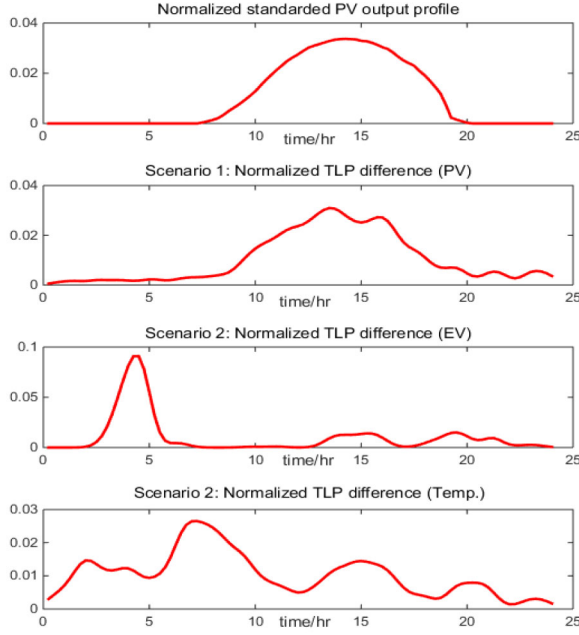 Normalized standarded PV output profile
0.04
0.02
0
0 5 10 15 20 25
time/hr
Scenario 1: Normalized TLP difference (PV)
0.04
0.02
0
0 5 10 15 20 25
time/hr
Scenario 2: Normalized TLP difference (EV)
0.1
0.05
0
0 5 10 15 20 25
time/hr
Scenario 2: Normalized TLP difference (Temp.)
0.03
0.02
0.01
0
0 5 10 15 20 25